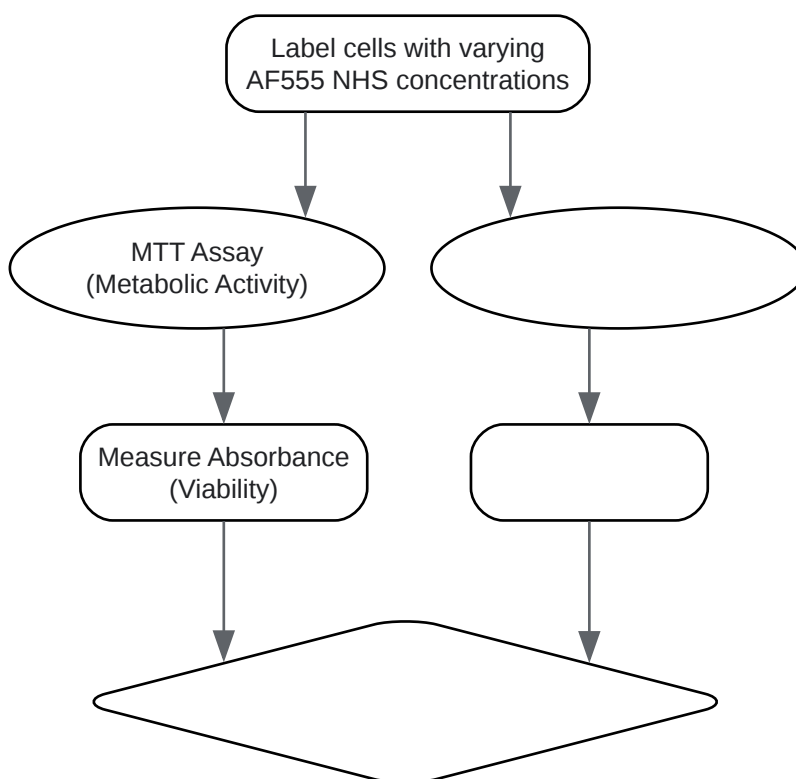 Label cells with varying
AF555 NHS concentrations
MTT Assay
(Metabolic Activity)
Measure Absorbance
(Viability)